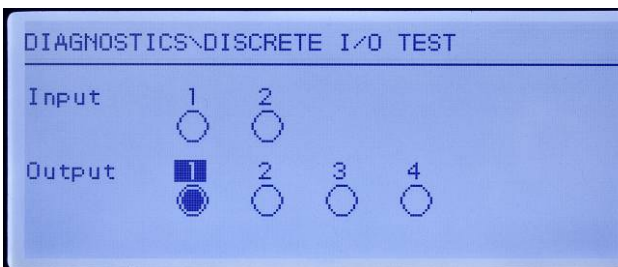 DIAGNOSTICS\DISCRETE I/O TEST
Input 1 2
Output 1 2 3 4